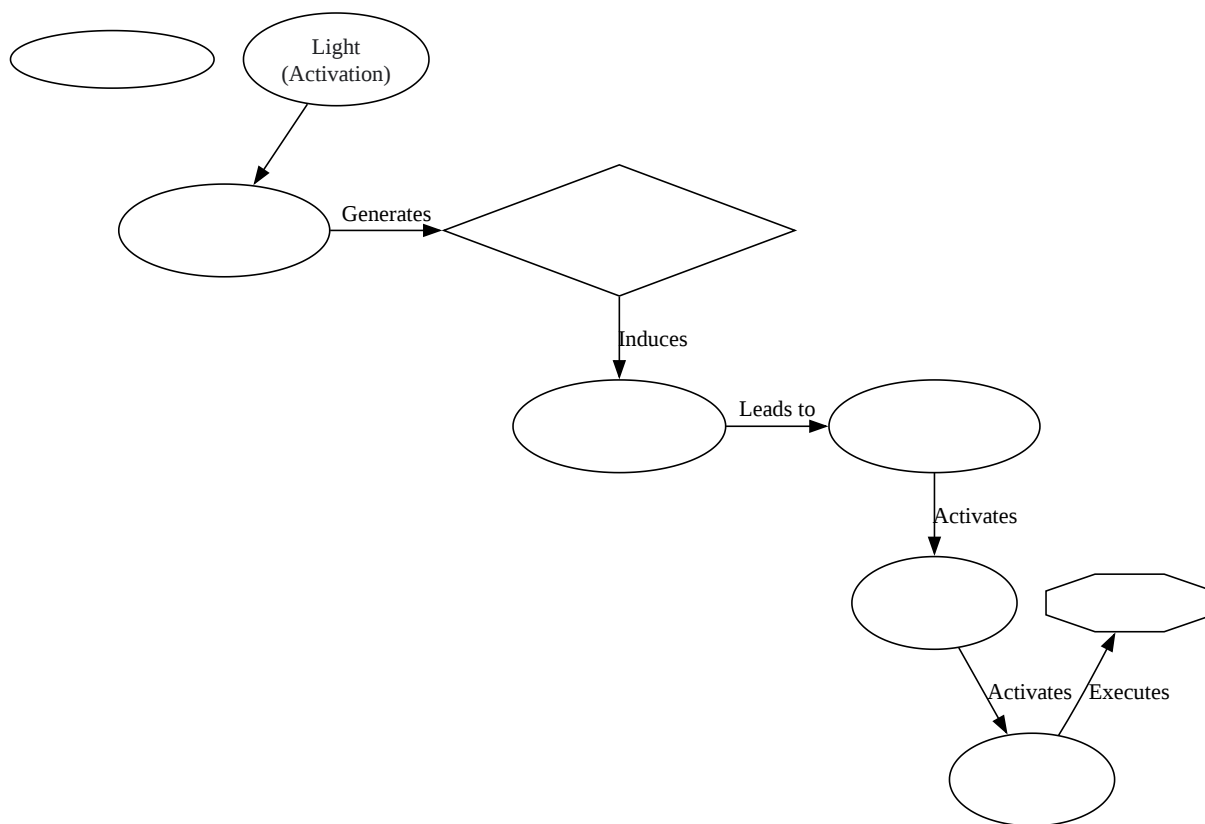 Light
(Activation)
Generates
Induces
Leads to
Activates
Activates
Executes